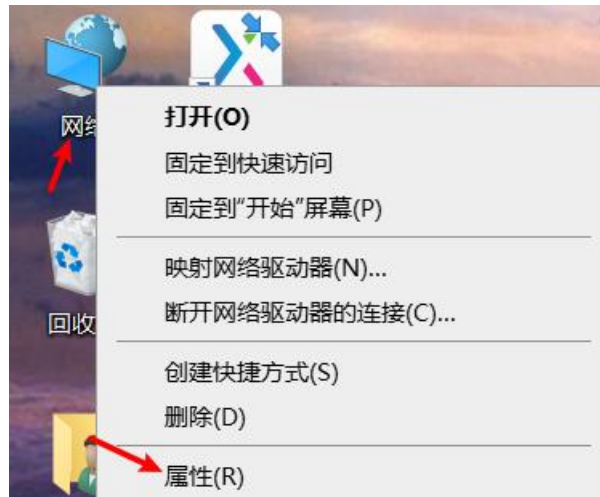 网络
打开(O)
固定到快速访问
固定到"开始"屏幕(P)
映射网络驱动器(N)...
断开网络驱动器的连接(C)...
回收
创建快捷方式(S)
删除(D)
属性(R)